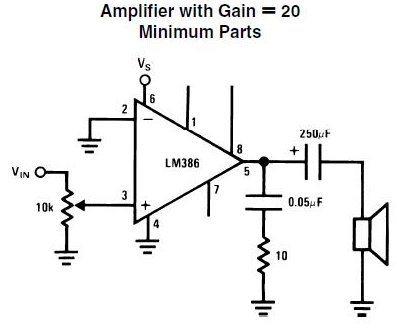 Amplifier with Gain = 20
Minimum Parts
VS
6
2
−
1
250µF
+
8
LM386
5
VIN
3
+
7
0.05µF
10k
4
10